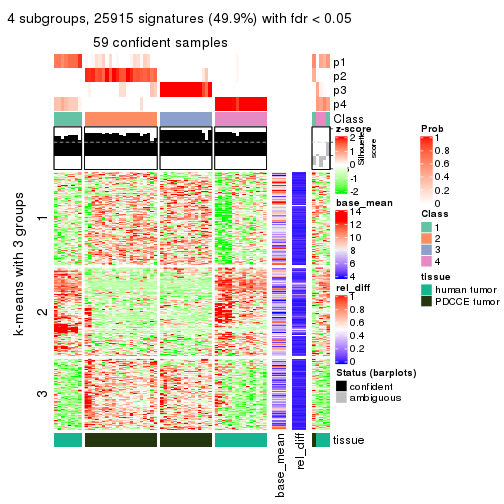 4 subgroups, 25915 signatures (49.9%) with fdr < 0.05
59 confident samples
p1
p2
p3
p4
Class
z-score
2
1
0
-1
-2
Silhouette score
base_mean
14
12
10
8
6
4
rel_diff
1
0.8
0.6
0.4
0.2
0
Status (barplots)
confident
ambiguous
Prob
1
0.8
0.6
0.4
0.2
0
Class
1
2
3
4
tissue
human tumor
PDCCE tumor
k-means with 3 groups
1
2
3
tissue
base_mean
rel_diff